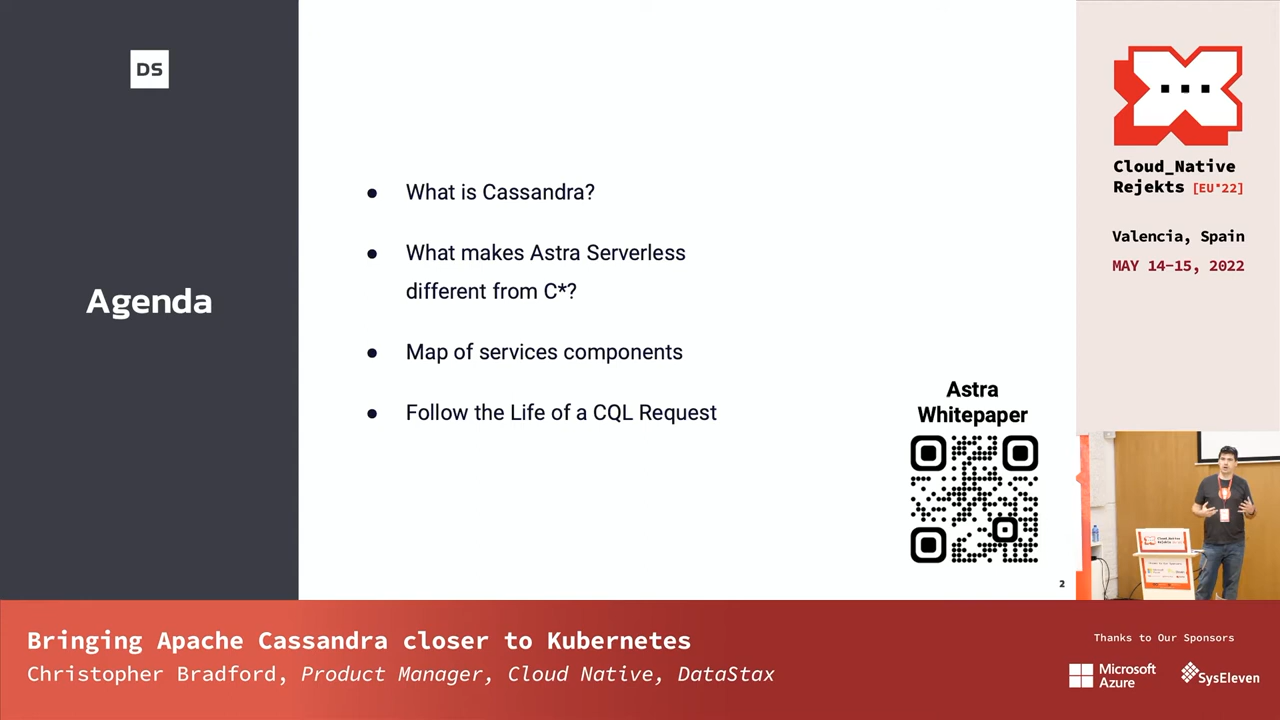 DS
Agenda
● What is Cassandra?
● What makes Astra Serverless
different from C*?
● Map of services components
● Follow the Life of a CQL Request
Astra
Whitepaper
2
Cloud_Native
Rejekts [EU'22]
Valencia, Spain
MAY 14-15, 2022
Cloud_Native
Rejekts
Bringing Apache Cassandra closer to Kubernetes
Christopher Bradford, Product Manager, Cloud Native, DataStax
Thanks to Our Sponsors
Microsoft
Azure
SysEleven